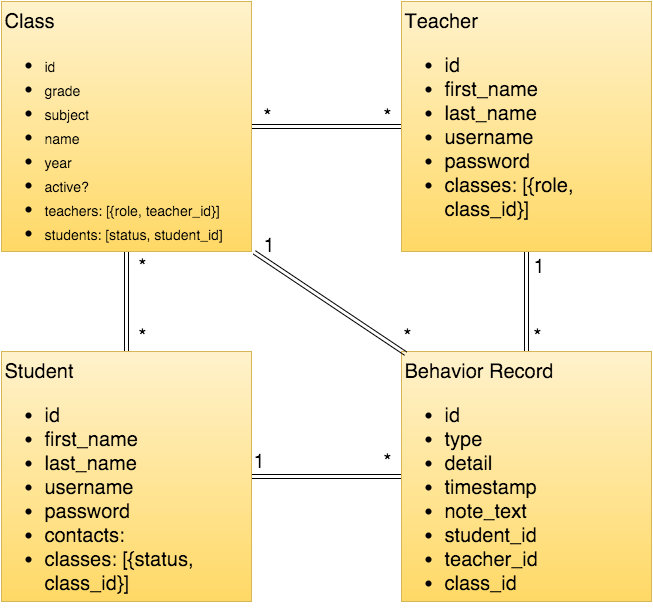 Class
• id
• grade
• subject
• name
• year
• active?
• teachers: [{role, teacher_id}]
• students: [status, student_id]
Teacher
• id
• first_name
• last_name
• username
• password
• classes: [{role,
class_id}]
* *
* *
1 *
1 *
1 *
Student
• id
• first_name
• last_name
• username
• password
• contacts:
• classes: [{status,
class_id}]
Behavior Record
• id
• type
• detail
• timestamp
• note_text
• student_id
• teacher_id
• class_id